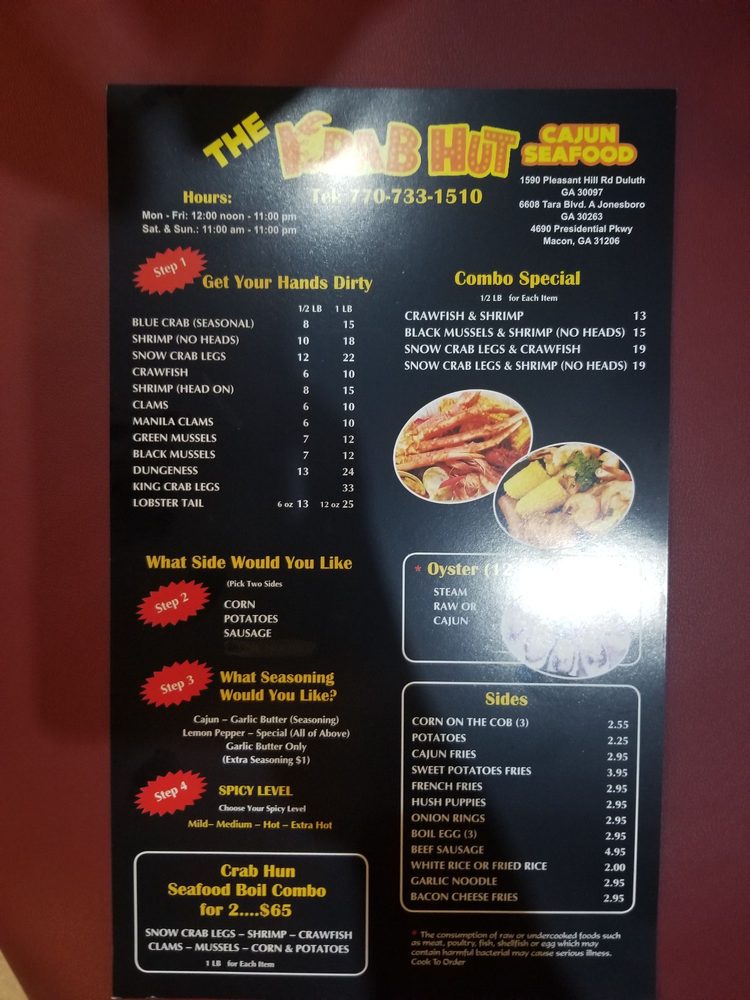 THE KRAB HUT CAJUN
SEAFOOD
Tel: 770-733-1510
1590 Pleasant Hill Rd Duluth
GA 30097
6608 Tara Blvd. A Jonesboro
GA 30263
4690 Presidential Pkwy
Macon, GA 31206
Hours:
Mon - Fri: 12:00 noon - 11:00 pm
Sat. & Sun.: 11:00 am - 11:00 pm
Step 1
Get Your Hands Dirty
1/2 LB 1 LB
BLUE CRAB (SEASONAL) 8 15
SHRIMP (NO HEADS) 10 18
SNOW CRAB LEGS 12 22
CRAWFISH 6 10
SHRIMP (HEAD ON) 8 15
CLAMS 6 10
MANILA CLAMS 6 10
GREEN MUSSELS 7 12
BLACK MUSSELS 7 12
DUNGENESS 13 24
KING CRAB LEGS 33
LOBSTER TAIL 6 oz 13 12 oz 25
What Side Would You Like
(Pick Two Sides
Step 2
CORN
POTATOES
SAUSAGE
Step 3
What Seasoning
Would You Like?
Cajun – Garlic Butter (Seasoning)
Lemon Pepper – Special (All of Above)
Garlic Butter Only
(Extra Seasoning $1)
Step 4
SPICY LEVEL
Choose Your Spicy Level
Mild– Medium – Hot – Extra Hot
Crab Hun
Seafood Boil Combo
for 2....$65
SNOW CRAB LEGS – SHRIMP – CRAWFISH
CLAMS – MUSSELS – CORN & POTATOES
1 LB for Each Item
Combo Special
1/2 LB for Each Item
CRAWFISH & SHRIMP 13
BLACK MUSSELS & SHRIMP (NO HEADS) 15
SNOW CRAB LEGS & CRAWFISH 19
SNOW CRAB LEGS & SHRIMP (NO HEADS) 19
* Oyster (12
STEAM
RAW OR
CAJUN
Sides
CORN ON THE COB (3) 2.55
POTATOES 2.25
CAJUN FRIES 2.95
SWEET POTATOES FRIES 3.95
FRENCH FRIES 2.95
HUSH PUPPIES 2.95
ONION RINGS 2.95
BOIL EGG (3) 2.95
BEEF SAUSAGE 4.95
WHITE RICE OR FRIED RICE 2.00
GARLIC NOODLE 2.95
BACON CHEESE FRIES 2.95
* The consumption of raw or undercooked foods such
as meat, poultry, fish, shellfish or egg which may
contain harmful bacterial may cause serious illness.
Cook To Order